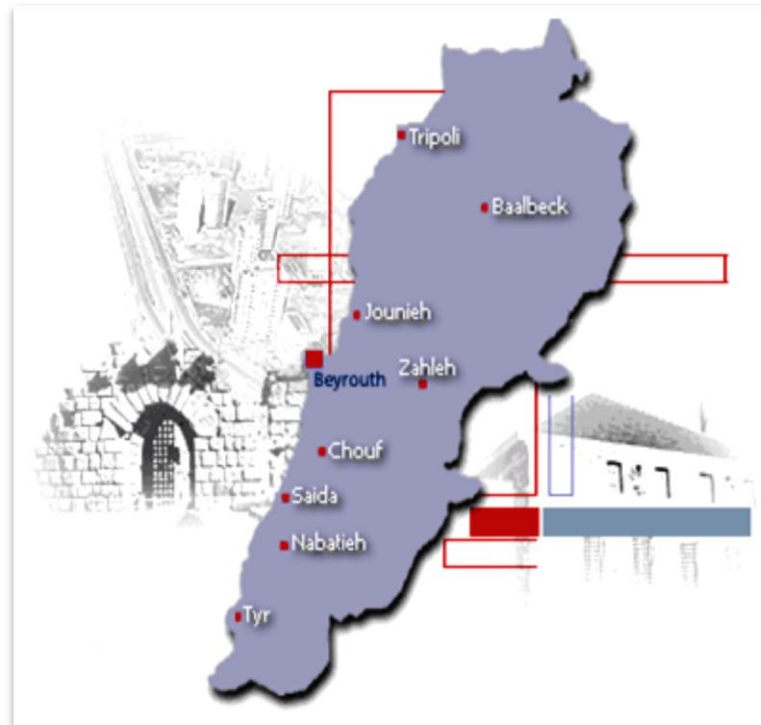 Tripoli
Baalbeck
Jounieh
Zahleh
Beyrouth
Chouf
Saida
Nabatieh
Tyr